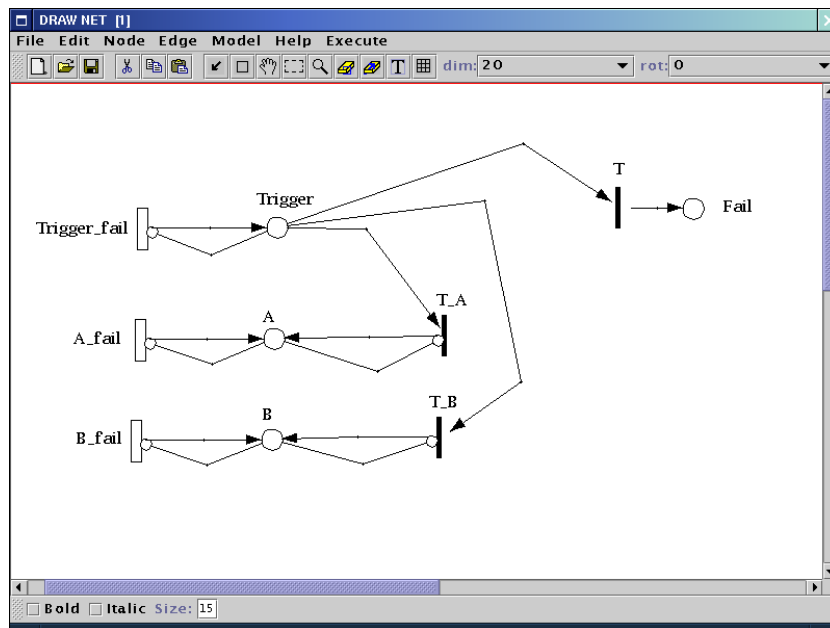 DRAW NET [1]
File Edit Node Edge Model Help Execute
T dim: 20 rot: 0
T
Trigger
Fail
Trigger_fail
T_A
A
A_fail
T_B
B
B_fail
Bold Italic Size: 15